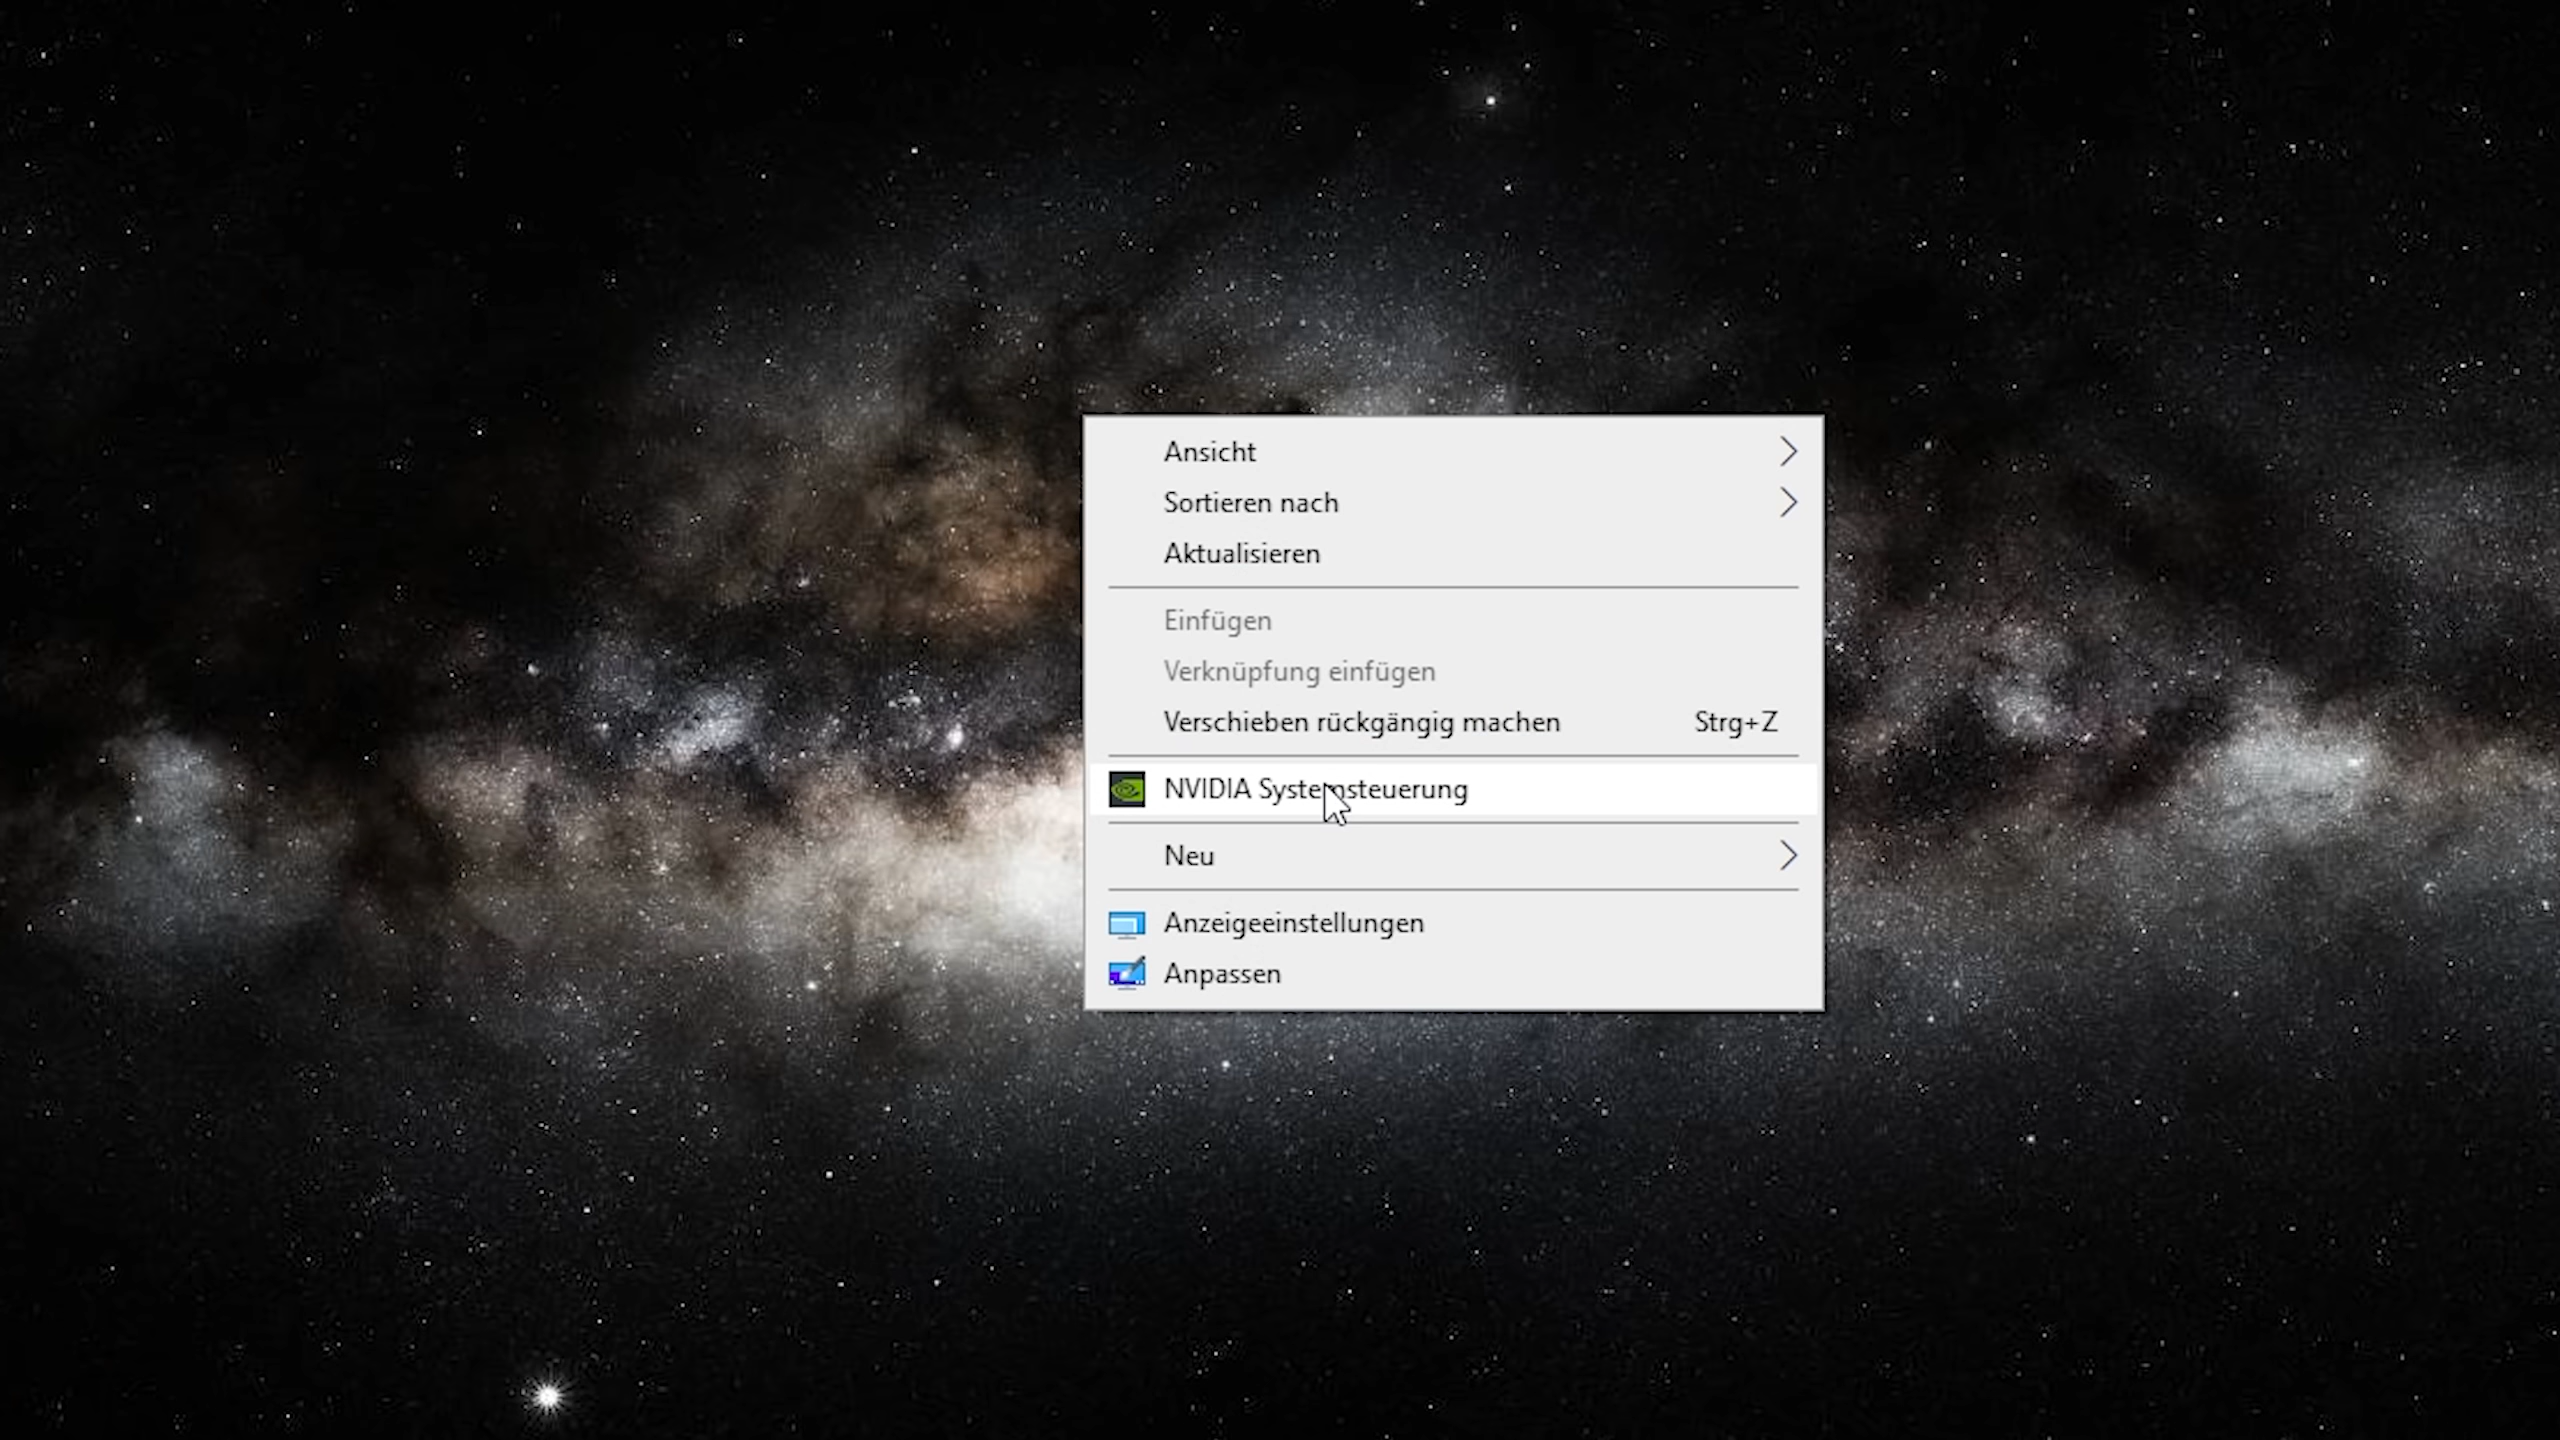 Ansicht
Sortieren nach
Aktualisieren
Einfügen
Verknüpfung einfügen
Verschieben rückgängig machen Strg+Z
NVIDIA Systemsteuerung
Neu
Anzeigeeinstellungen
Anpassen